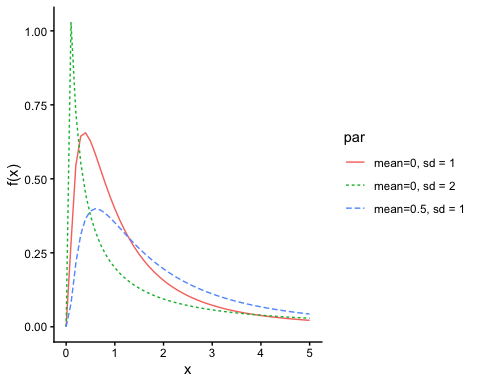 1.00
0.75
0.50
0.25
0.00
f(x)
0 1 2 3 4 5
x
par
mean=0, sd = 1
mean=0, sd = 2
mean=0.5, sd = 1